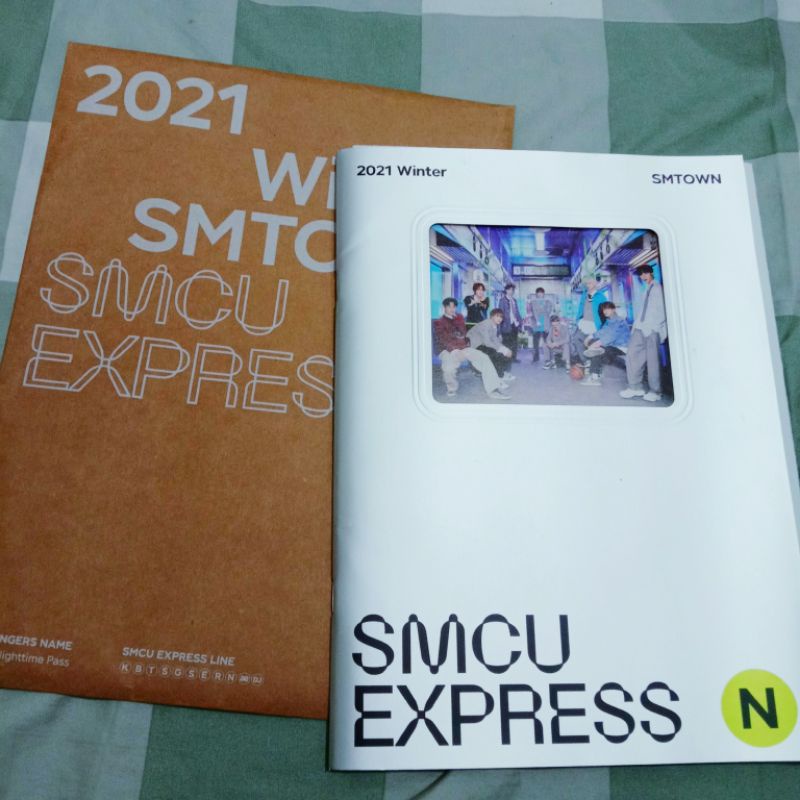 2021
Wi
SMTO
SMCU
EXPRES
NGERS NAME
lighttime Pass
SMCU EXPRESS LINE
K B T S G S E R N
2021 Winter
SMTOWN
SMCU
EXPRESS
N